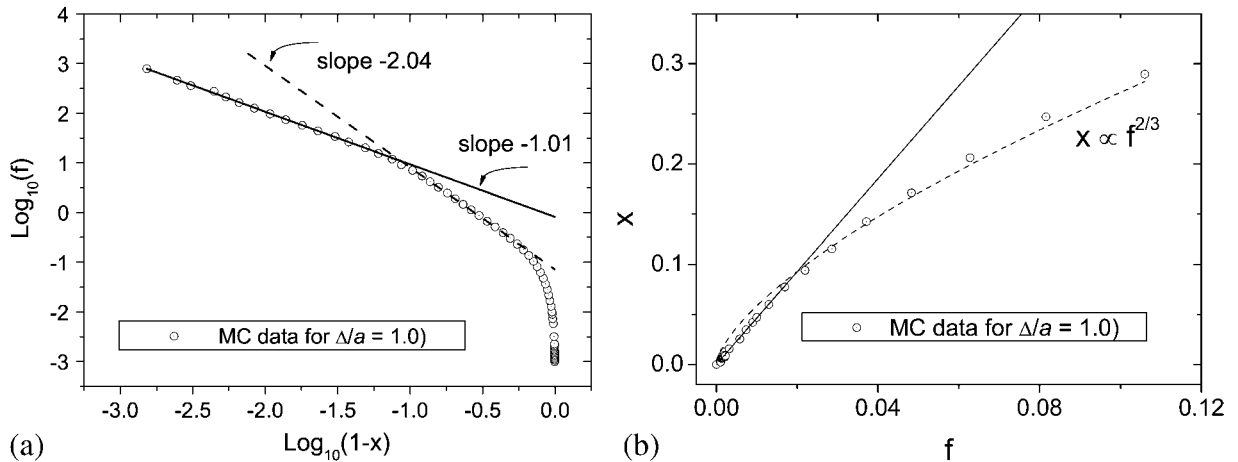 4
3
2
1
0
-1
-2
-3
Log₁₀(f)
slope -2.04
slope -1.01
MC data for Δ/a = 1.0)
-3.0 -2.5 -2.0 -1.5 -1.0 -0.5 0.0
(a) Log₁₀(1-x)
0.3
0.2
0.1
0.0
x
x ∝ f^{2/3}
MC data for Δ/a = 1.0)
0.00 0.04 0.08 0.12
(b) f